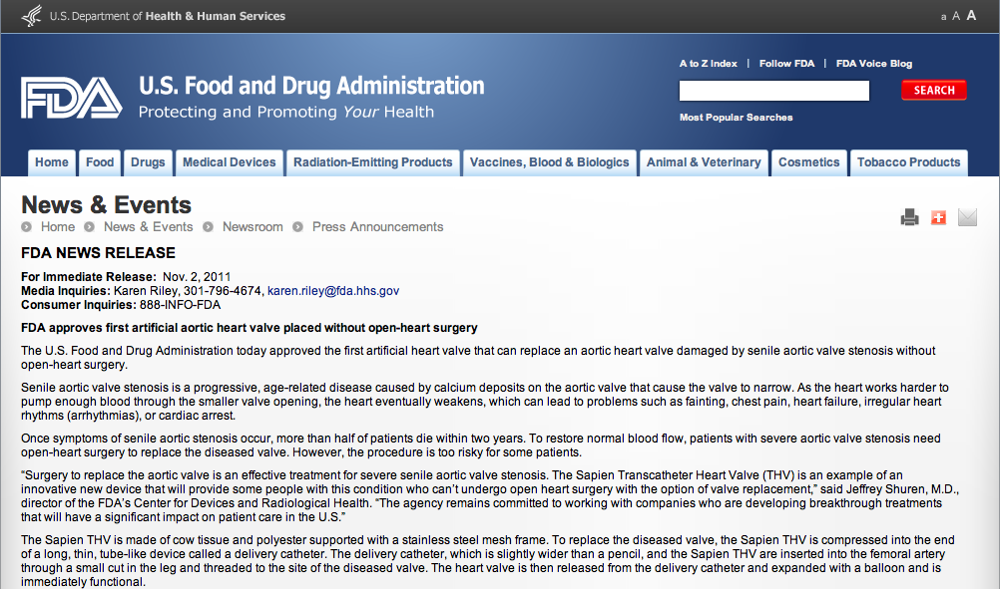 U.S. Department of Health & Human Services
a A A
A to Z Index | Follow FDA | FDA Voice Blog
FDA
U.S. Food and Drug Administration
Protecting and Promoting Your Health
SEARCH
Most Popular Searches
Home Food Drugs Medical Devices Radiation-Emitting Products Vaccines, Blood & Biologics Animal & Veterinary Cosmetics Tobacco Products
News & Events
Home News & Events Newsroom Press Announcements
FDA NEWS RELEASE
For Immediate Release: Nov. 2, 2011
Media Inquiries: Karen Riley, 301-796-4674, karen.riley@fda.hhs.gov
Consumer Inquiries: 888-INFO-FDA
FDA approves first artificial aortic heart valve placed without open-heart surgery
The U.S. Food and Drug Administration today approved the first artificial heart valve that can replace an aortic heart valve damaged by senile aortic valve stenosis without
open-heart surgery.
Senile aortic valve stenosis is a progressive, age-related disease caused by calcium deposits on the aortic valve that cause the valve to narrow. As the heart works harder to
pump enough blood through the smaller valve opening, the heart eventually weakens, which can lead to problems such as fainting, chest pain, heart failure, irregular heart
rhythms (arrhythmias), or cardiac arrest.
Once symptoms of senile aortic stenosis occur, more than half of patients die within two years. To restore normal blood flow, patients with severe aortic valve stenosis need
open-heart surgery to replace the diseased valve. However, the procedure is too risky for some patients.
“Surgery to replace the aortic valve is an effective treatment for severe senile aortic valve stenosis. The Sapien Transcatheter Heart Valve (THV) is an example of an
innovative new device that will provide some people with this condition who can’t undergo open heart surgery with the option of valve replacement,” said Jeffrey Shuren, M.D.,
director of the FDA’s Center for Devices and Radiological Health. “The agency remains committed to working with companies who are developing breakthrough treatments
that will have a significant impact on patient care in the U.S.”
The Sapien THV is made of cow tissue and polyester supported with a stainless steel mesh frame. To replace the diseased valve, the Sapien THV is compressed into the end
of a long, thin, tube-like device called a delivery catheter. The delivery catheter, which is slightly wider than a pencil, and the Sapien THV are inserted into the femoral artery
through a small cut in the leg and threaded to the site of the diseased valve. The heart valve is then released from the delivery catheter and expanded with a balloon and is
immediately functional.